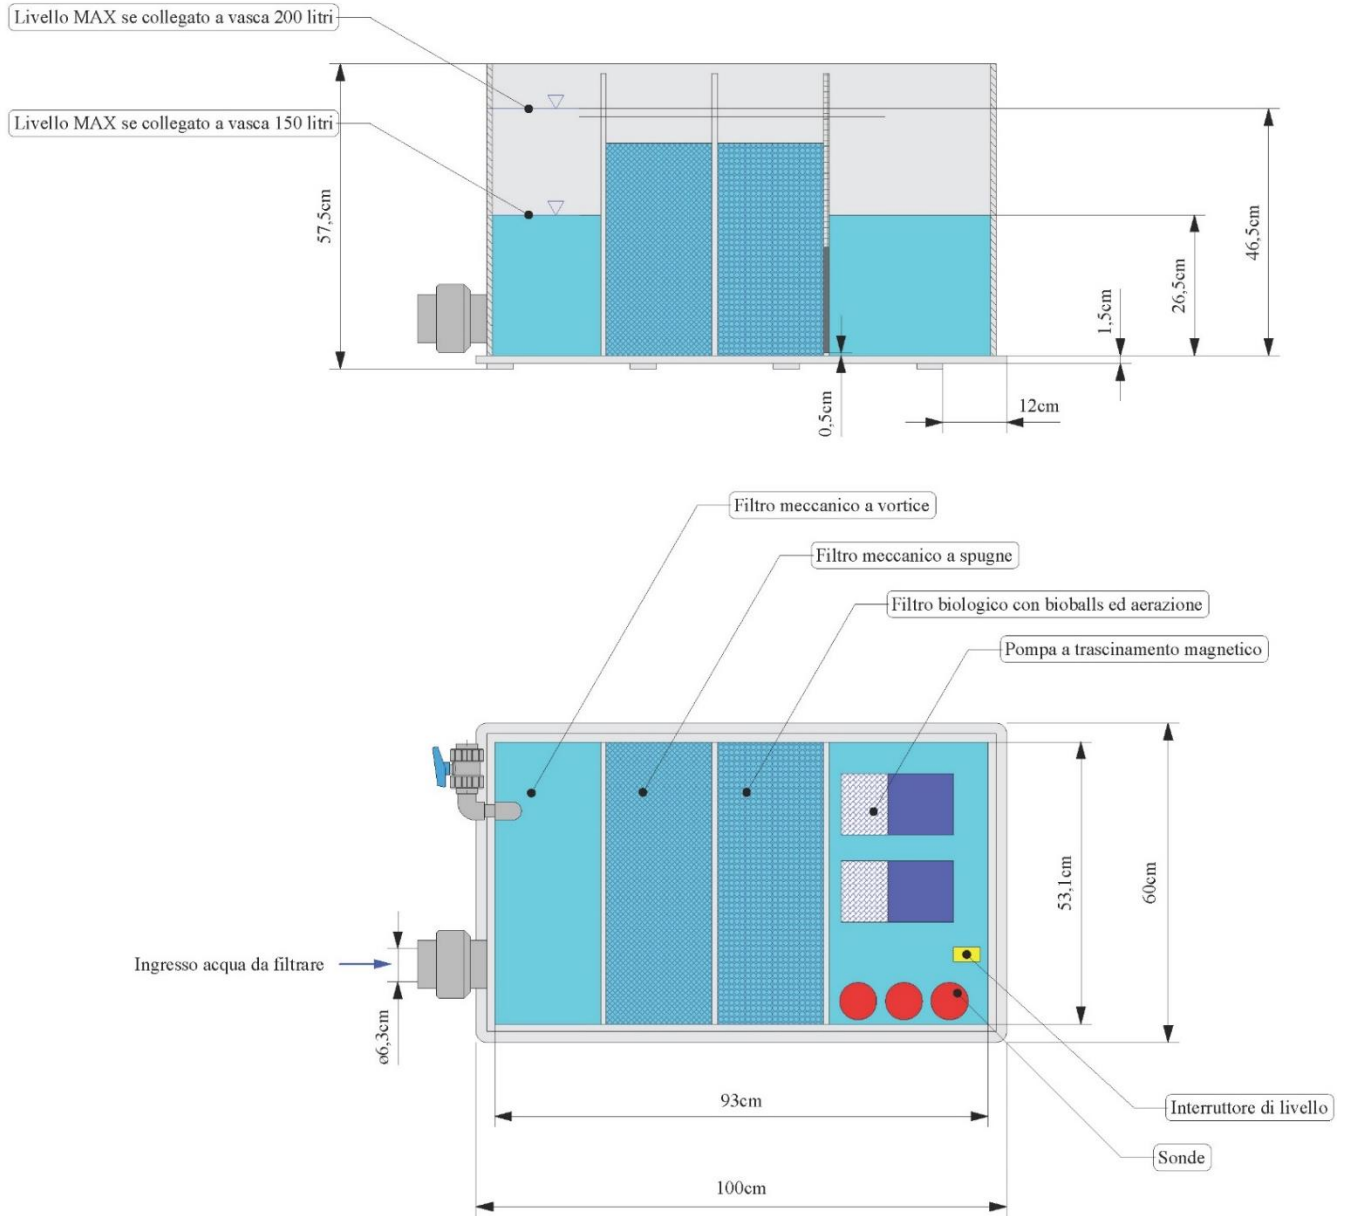 Livello MAX se collegato a vasca 200 litri
Livello MAX se collegato a vasca 150 litri
57,5cm
46,5cm
26,5cm
1,5cm
0,5cm
12cm
Filtro meccanico a vortice
Filtro meccanico a spugne
Filtro biologico con bioballs ed aerazione
Pompa a trascinamento magnetico
Ingresso acqua da filtrare
ø6,3cm
53,1cm
60cm
93cm
Interruttore di livello
Sonde
100cm